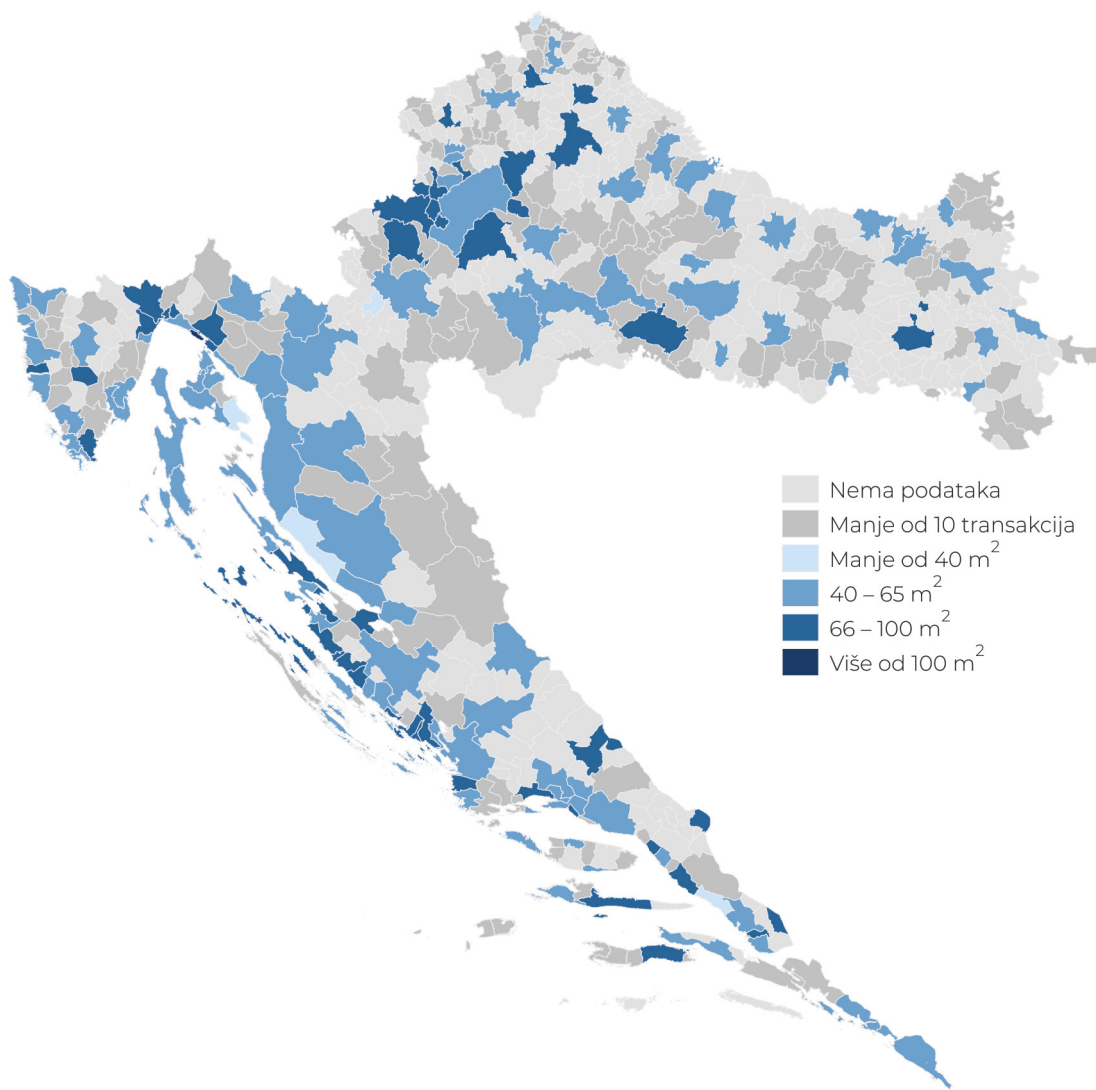 Nema podataka
Manje od 10 transakcija
Manje od 40 m²
40 – 65 m²
66 – 100 m²
Više od 100 m²